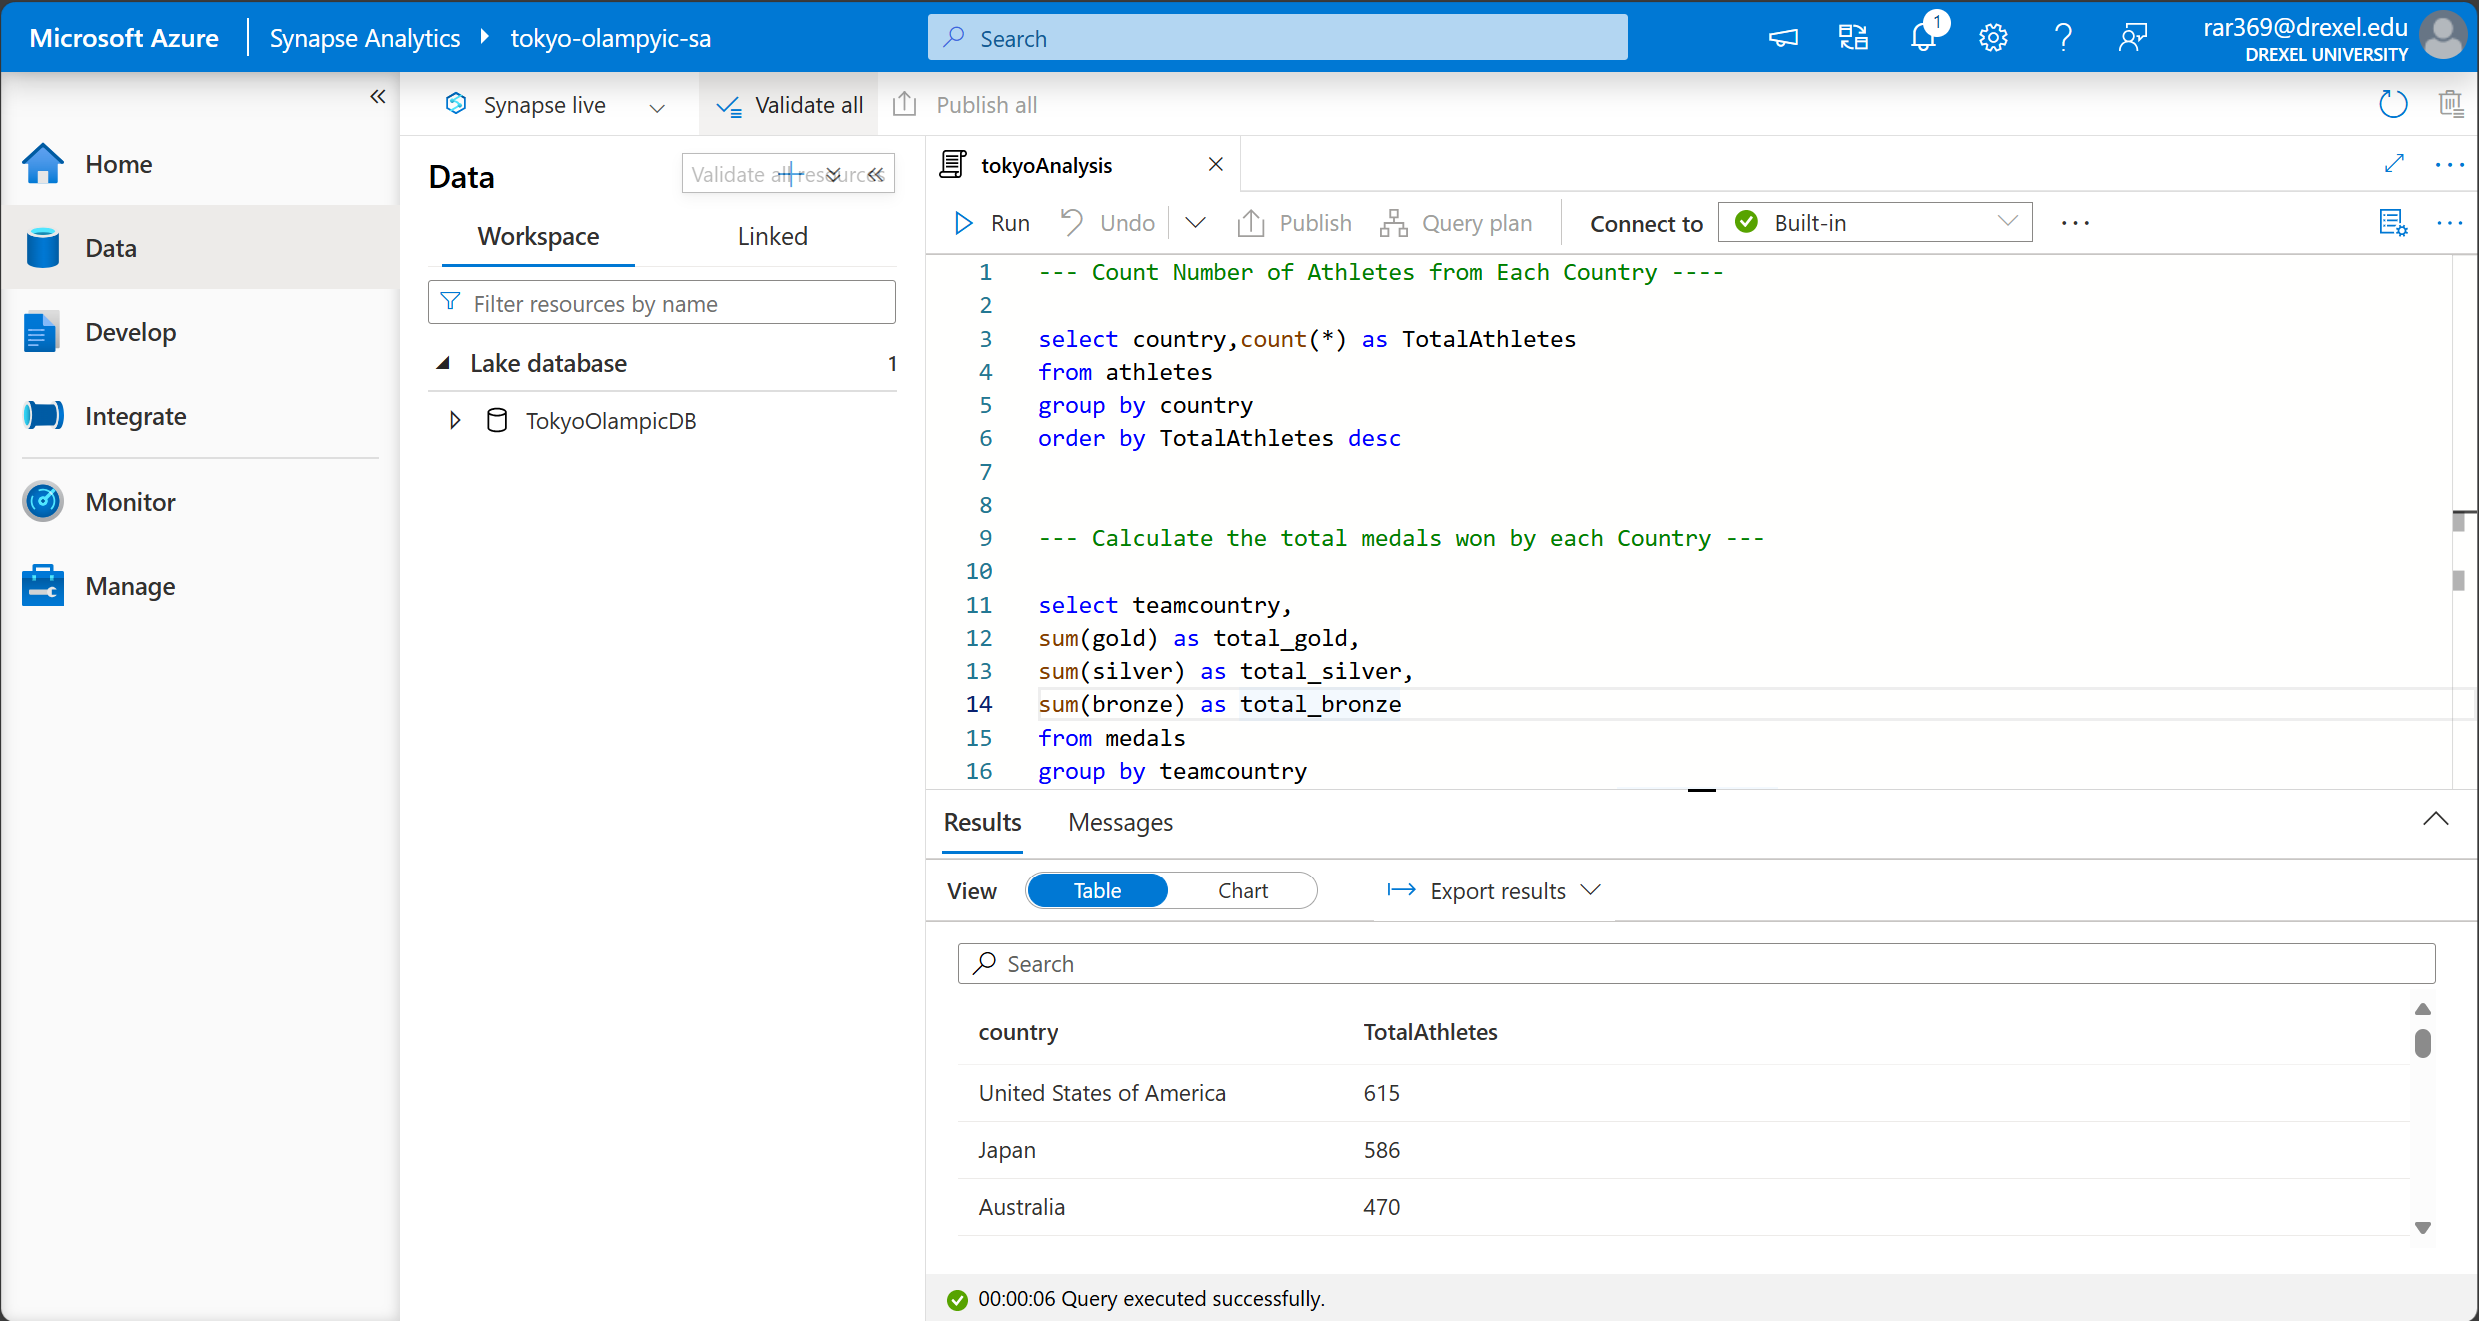 Microsoft Azure
Synapse Analytics
tokyo-olampyic-sa
Search
1
rar369@drexel.edu
DREXEL UNIVERSITY
Synapse live
Validate all
Publish all
Home
Data
Develop
Integrate
Monitor
Manage
Data
Validate all resources
Workspace
Linked
Filter resources by name
Lake database
1
TokyoOlampicDB
tokyoAnalysis
Run
Undo
Publish
Query plan
Connect to
Built-in
1 --- Count Number of Athletes from Each Country ----
2
3 select country,count(*) as TotalAthletes
4 from athletes
5 group by country
6 order by TotalAthletes desc
7
8
9 --- Calculate the total medals won by each Country ---
10
11 select teamcountry,
12 sum(gold) as total_gold,
13 sum(silver) as total_silver,
14 sum(bronze) as total_bronze
15 from medals
16 group by teamcountry
Results
Messages
View
Table
Chart
Export results
Search
country TotalAthletes
United States of America 615
Japan 586
Australia 470
00:00:06 Query executed successfully.